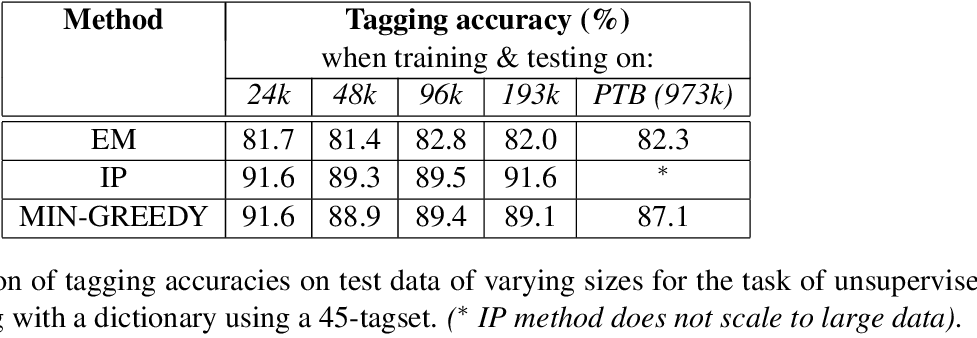 Method Tagging accuracy (%)
when training & testing on:
24k 48k 96k 193k PTB (973k)
EM 81.7 81.4 82.8 82.0 82.3
IP 91.6 89.3 89.5 91.6 *
MIN-GREEDY 91.6 88.9 89.4 89.1 87.1
on of tagging accuracies on test data of varying sizes for the task of unsupervise
g with a dictionary using a 45-tagset. (* IP method does not scale to large data).